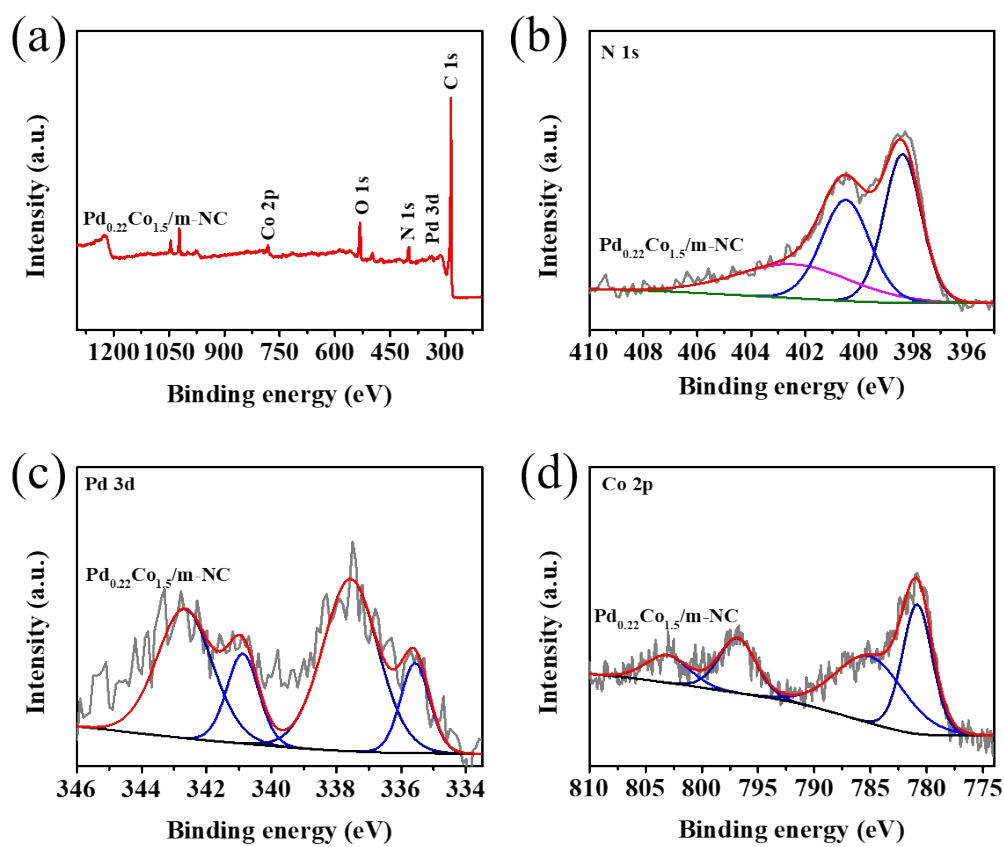 (a)
Intensity (a.u.)
Pd0.22Co1.5/m-NC
Co 2p
O 1s
N 1s
Pd 3d
C 1s
1200 1050 900 750 600 450 300
Binding energy (eV)
(b)
N 1s
Intensity (a.u.)
Pd0.22Co1.5/m-NC
410 408 406 404 402 400 398 396
Binding energy (eV)
(c)
Pd 3d
Intensity (a.u.)
Pd0.22Co1.5/m-NC
346 344 342 340 338 336 334
Binding energy (eV)
(d)
Co 2p
Intensity (a.u.)
Pd0.22Co1.5/m-NC
810 805 800 795 790 785 780 775
Binding energy (eV)